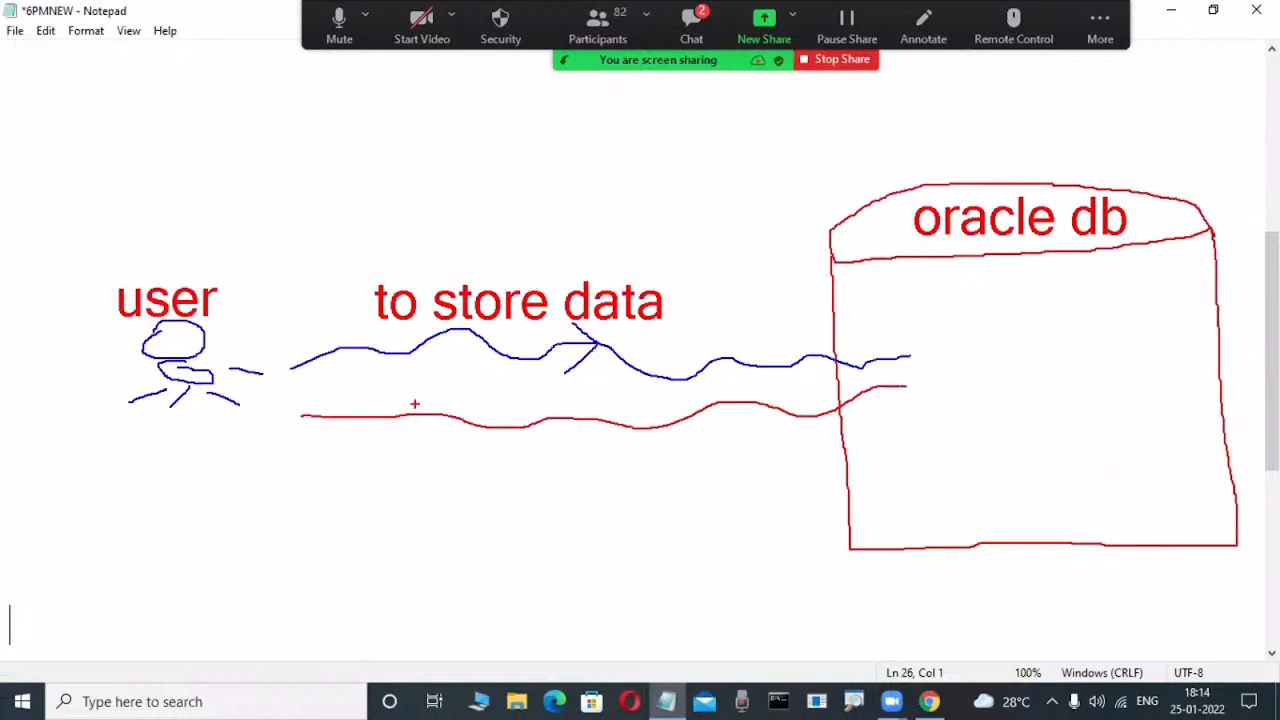 *6PMNEW - Notepad
File Edit Format View Help
82
2
Mute Start Video Security Participants Chat New Share Pause Share Annotate Remote Control More
You are screen sharing Stop Share
oracle db
user to store data
Ln 26, Col 1 100% Windows (CRLF) UTF-8
Type here to search
28°C ENG 18:14
25-01-2022